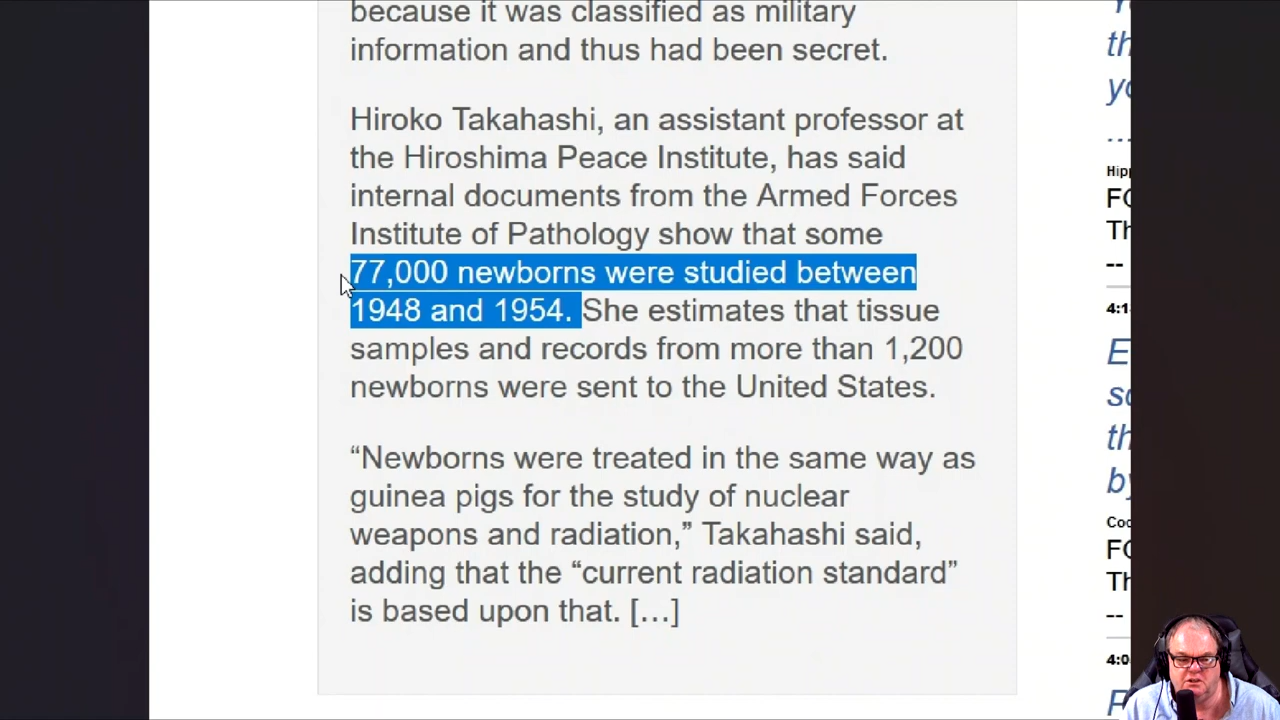 because it was classified as military
information and thus had been secret.
Hiroko Takahashi, an assistant professor at
the Hiroshima Peace Institute, has said
internal documents from the Armed Forces
Institute of Pathology show that some
77,000 newborns were studied between
1948 and 1954. She estimates that tissue
samples and records from more than 1,200
newborns were sent to the United States.
“Newborns were treated in the same way as
guinea pigs for the study of nuclear
weapons and radiation,” Takahashi said,
adding that the “current radiation standard”
is based upon that. […]
...
--
--